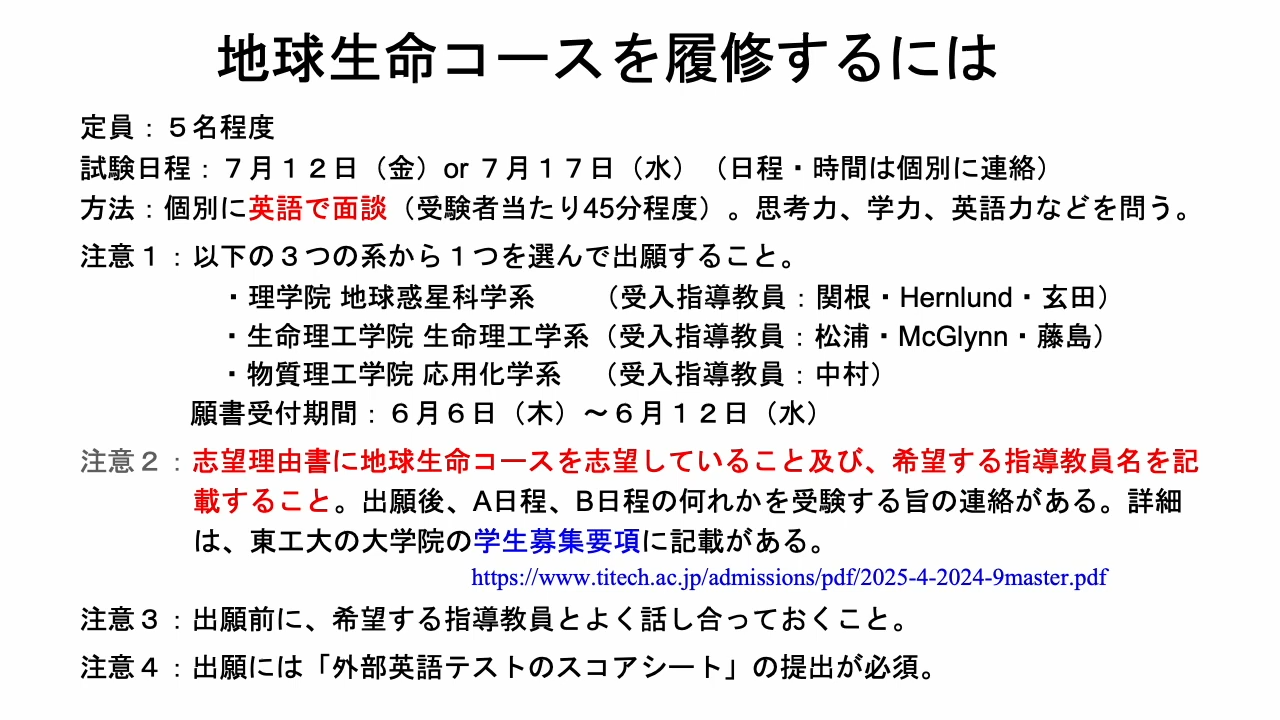 地球生命コースを履修するには
定員：５名程度
試験日程：７月１２日（金）or ７月１７日（水）（日程・時間は個別に連絡）
方法：個別に英語で面談（受験者当たり45分程度）。思考力、学力、英語力などを問う。
注意１：以下の３つの系から１つを選んで出願すること。
・理学院 地球惑星科学系　　（受入指導教員：関根・Hernlund・玄田）
・生命理工学院 生命理工学系（受入指導教員：松浦・McGlynn・藤島）
・物質理工学院 応用化学系　（受入指導教員：中村）
願書受付期間：６月６日（木）～６月１２日（水）
注意２：志望理由書に地球生命コースを志望していること及び、希望する指導教員名を記
載すること。出願後、A日程、B日程の何れかを受験する旨の連絡がある。詳細
は、東工大の大学院の学生募集要項に記載がある。
https://www.titech.ac.jp/admissions/pdf/2025-4-2024-9master.pdf
注意３：出願前に、希望する指導教員とよく話し合っておくこと。
注意４：出願には「外部英語テストのスコアシート」の提出が必須。